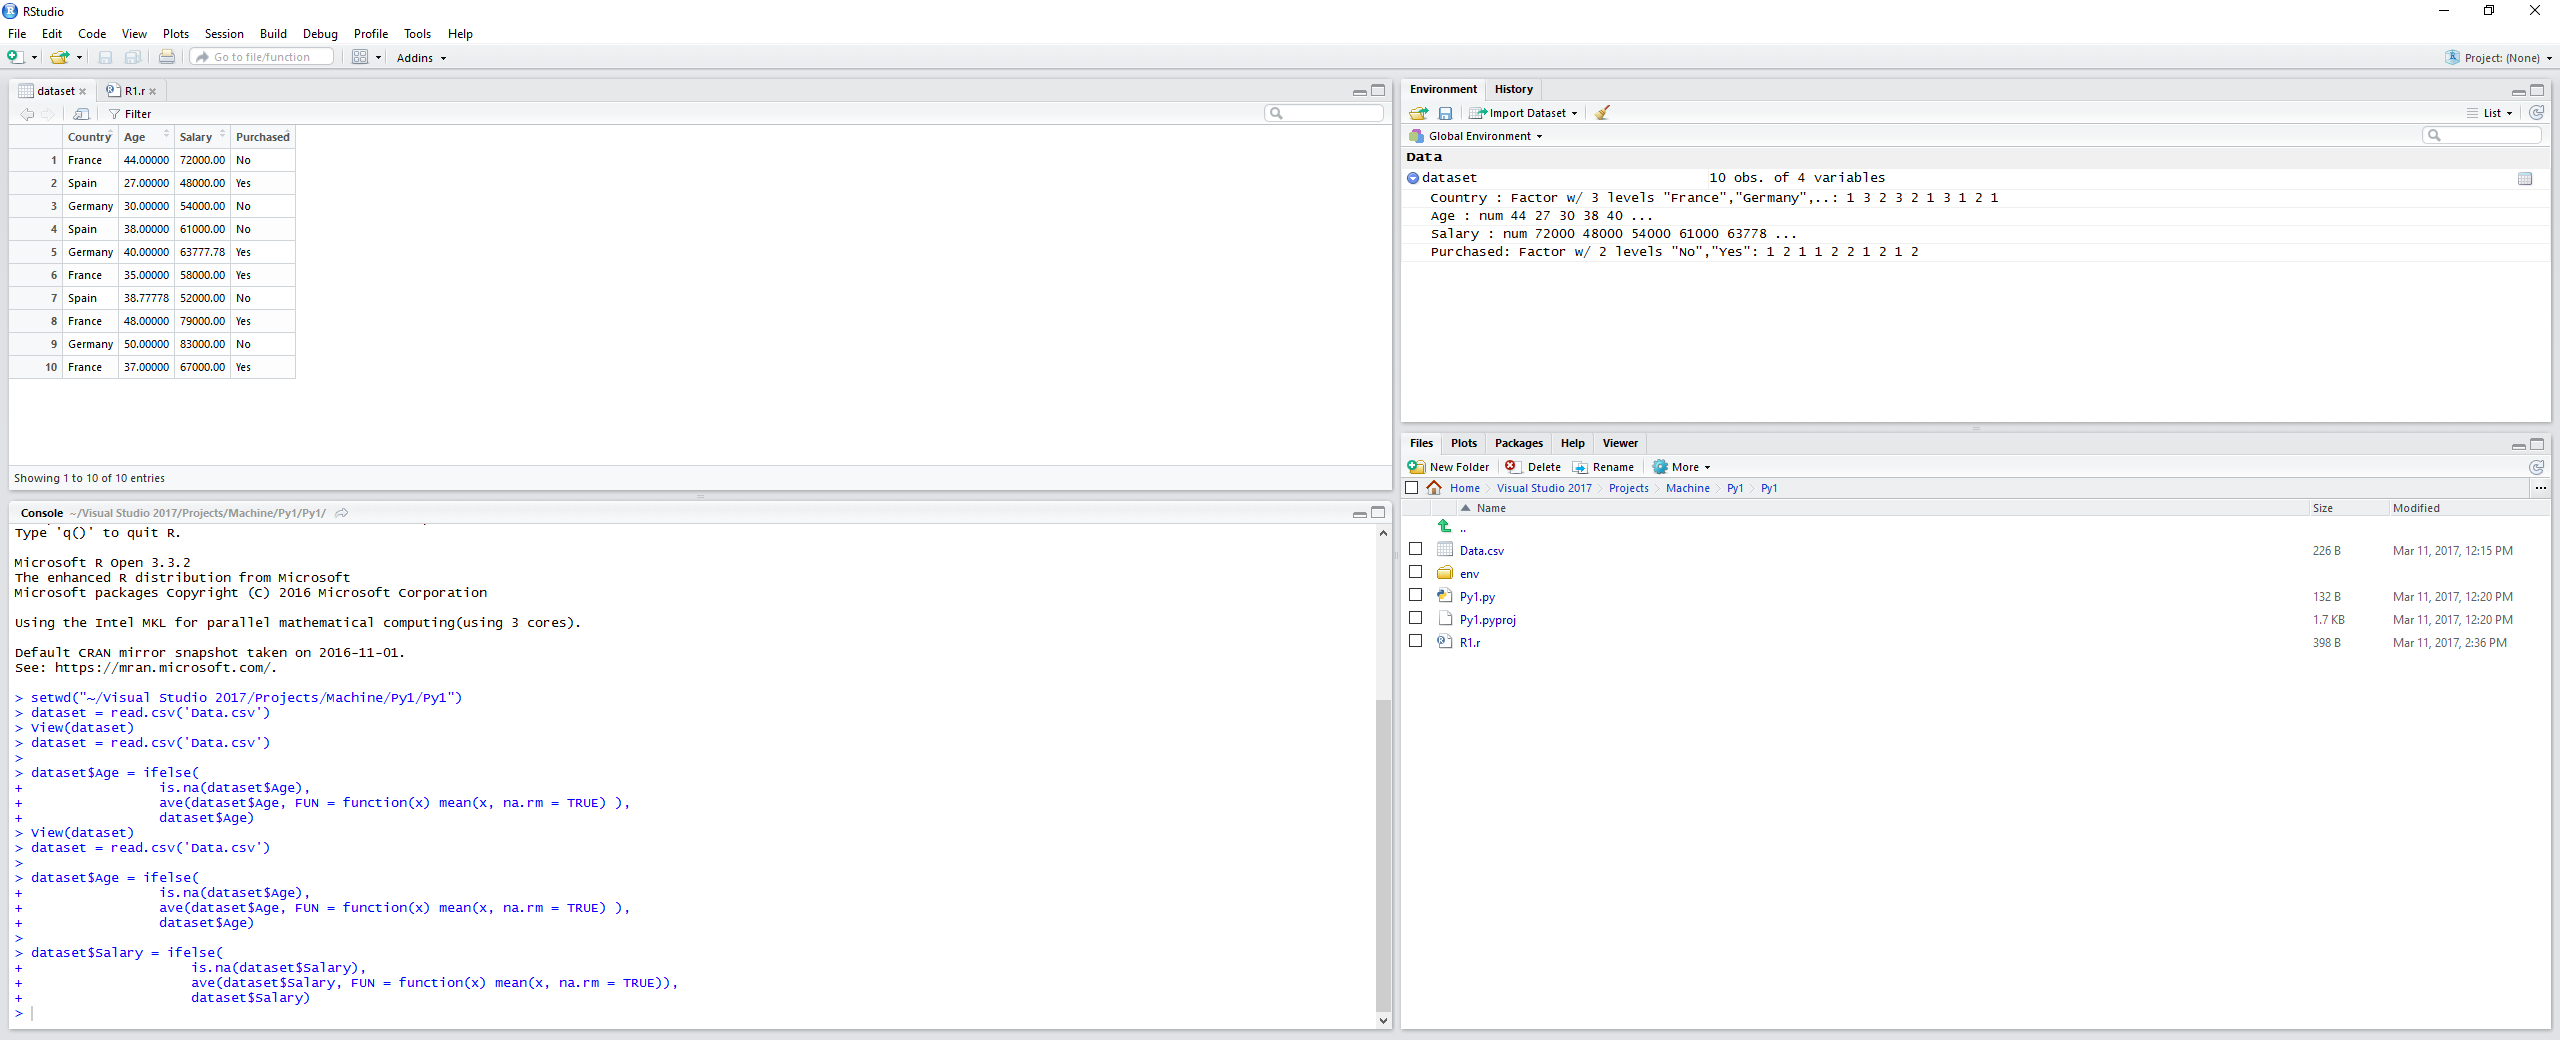 RStudio
File Edit Code View Plots Session Build Debug Profile Tools Help
Go to file/function Addins Project: (None)
dataset R1.r
Filter
Country Age Salary Purchased
1 France 44.00000 72000.00 No
2 Spain 27.00000 48000.00 Yes
3 Germany 30.00000 54000.00 No
4 Spain 38.00000 61000.00 No
5 Germany 40.00000 63777.78 Yes
6 France 35.00000 58000.00 Yes
7 Spain 38.77778 52000.00 No
8 France 48.00000 79000.00 Yes
9 Germany 50.00000 83000.00 No
10 France 37.00000 67000.00 Yes
Showing 1 to 10 of 10 entries
Console ~/Visual Studio 2017/Projects/Machine/Py1/Py1/
Type 'q()' to quit R.
Microsoft R Open 3.3.2
The enhanced R distribution from Microsoft
Microsoft packages Copyright (C) 2016 Microsoft Corporation
Using the Intel MKL for parallel mathematical computing(using 3 cores).
Default CRAN mirror snapshot taken on 2016-11-01.
See: https://mran.microsoft.com/.
> setwd("~/Visual Studio 2017/Projects/Machine/Py1/Py1")
> dataset = read.csv('Data.csv')
> View(dataset)
> dataset = read.csv('Data.csv')
>
> dataset$Age = ifelse(
+ is.na(dataset$Age),
+ ave(dataset$Age, FUN = function(x) mean(x, na.rm = TRUE) ),
+ dataset$Age)
> View(dataset)
> dataset = read.csv('Data.csv')
>
> dataset$Age = ifelse(
+ is.na(dataset$Age),
+ ave(dataset$Age, FUN = function(x) mean(x, na.rm = TRUE) ),
+ dataset$Age)
>
> dataset$Salary = ifelse(
+ is.na(dataset$Salary),
+ ave(dataset$Salary, FUN = function(x) mean(x, na.rm = TRUE)),
+ dataset$Salary)
>
Environment History
Import Dataset List
Global Environment
Data
dataset 10 obs. of 4 variables
Country : Factor w/ 3 levels "France","Germany",..: 1 3 2 3 2 1 3 1 2 1
Age : num 44 27 30 38 40 ...
Salary : num 72000 48000 54000 61000 63778 ...
Purchased: Factor w/ 2 levels "No","Yes": 1 2 1 1 2 2 1 2 1 2
Files Plots Packages Help Viewer
New Folder Delete Rename More
Home Visual Studio 2017 Projects Machine Py1 Py1 ...
Name Size Modified
..
Data.csv 226 B Mar 11, 2017, 12:15 PM
env
Py1.py 132 B Mar 11, 2017, 12:20 PM
Py1.pyproj 1.7 KB Mar 11, 2017, 12:20 PM
R1.r 398 B Mar 11, 2017, 2:36 PM